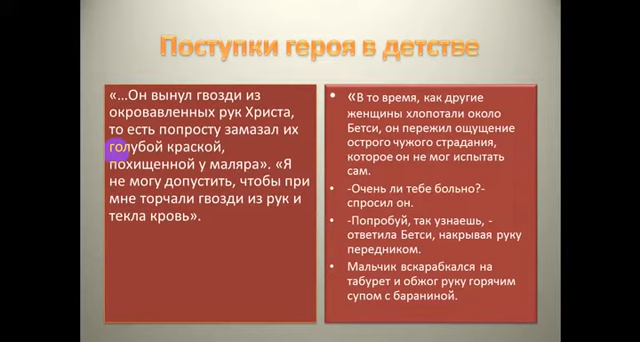 Поступки героя в детстве
«…Он вынул гвозди из
окровавленных рук Христа,
то есть попросту замазал их
голубой краской,
похищенной у маляра». «Я
не могу допустить, чтобы при
мне торчали гвозди из рук и
текла кровь».
• «В то время, как другие
женщины хлопотали около
Бетси, он пережил ощущение
острого чужого страдания,
которое он не мог испытать
сам.
• -Очень ли тебе больно?-
спросил он.
• -Попробуй, так узнаешь, -
ответила Бетси, накрывая руку
передником.
• Мальчик вскарабкался на
табурет и обжог руку горячим
супом с бараниной.